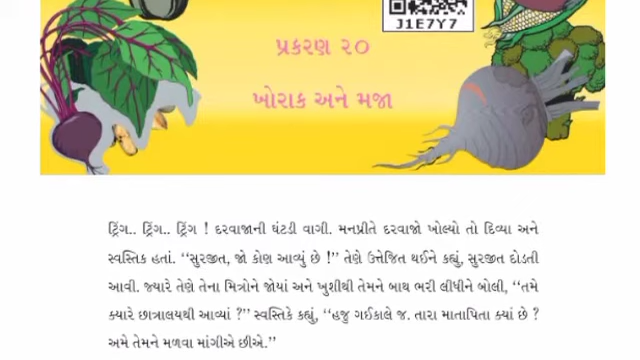 J1E7Y7
પ્રકરણ ૨૦
ખોરાક અને મજા
ટ્રિંગ.. ટ્રિંગ.. ટ્રિંગ ! દરવાજાની ઘંટડી વાગી. મનપ્રીતે દરવાજો ખોલ્યો તો દિવ્યા અને
સ્વસ્તિક હતાં. ‘‘સુરજીત, જો કોણ આવ્યું છે !’’ તેણે ઉત્તેજિત થઈને કહ્યું, સુરજીત દોડતી
આવી. જ્યારે તેણે તેના મિત્રોને જોયાં અને ખુશીથી તેમને બાથ ભરી લીધીને બોલી, ‘‘તમે
ક્યારે છાત્રાલયથી આવ્યાં ?’’ સ્વસ્તિકે કહ્યું, ‘‘હજુ ગઈકાલે જ. તારા માતાપિતા ક્યાં છે ?
અમે તેમને મળવા માંગીએ છીએ.’’